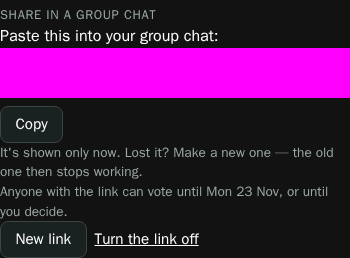 SHARE IN A GROUP CHAT
Paste this into your group chat:
Copy
It's shown only now. Lost it? Make a new one — the old
one then stops working.
Anyone with the link can vote until Mon 23 Nov, or until
you decide.
New link Turn the link off